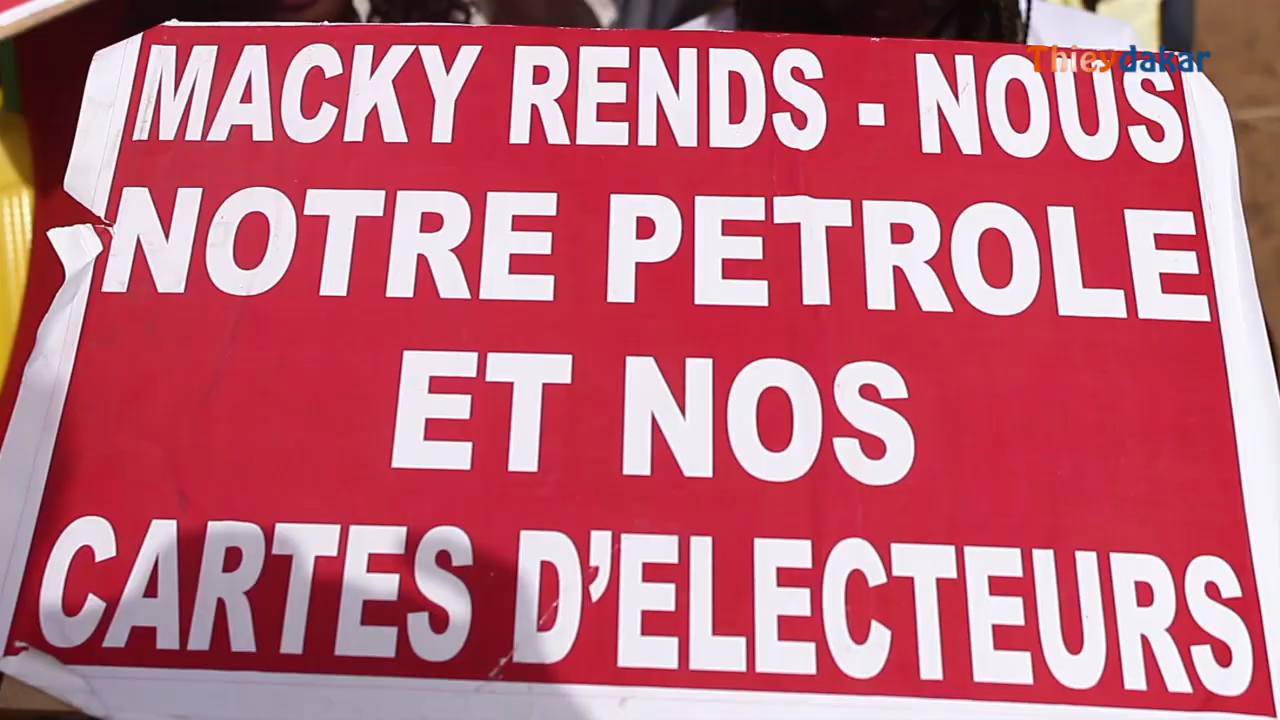 Thieydakar
MACKY RENDS - NOUS
NOTRE PETROLE
ET NOS
CARTES D'ELECTEURS